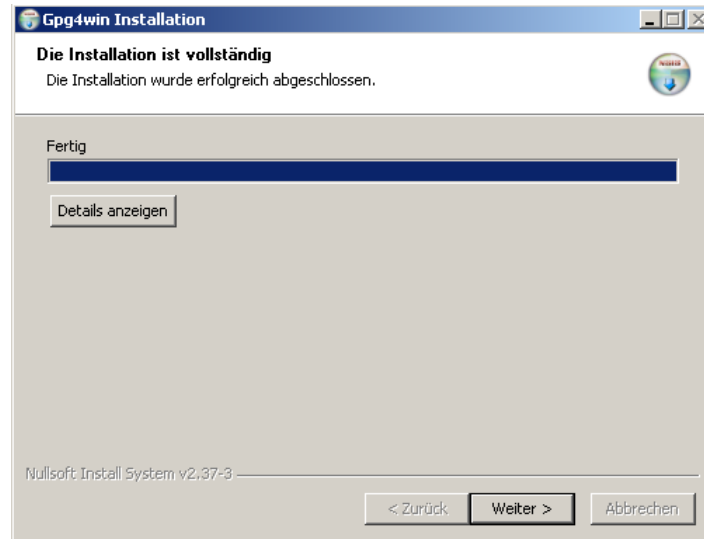 Gpg4win Installation
Die Installation ist vollständig
Die Installation wurde erfolgreich abgeschlossen.
Fertig
Details anzeigen
Nullsoft Install System v2.37-3
< Zurück
Weiter >
Abbrechen